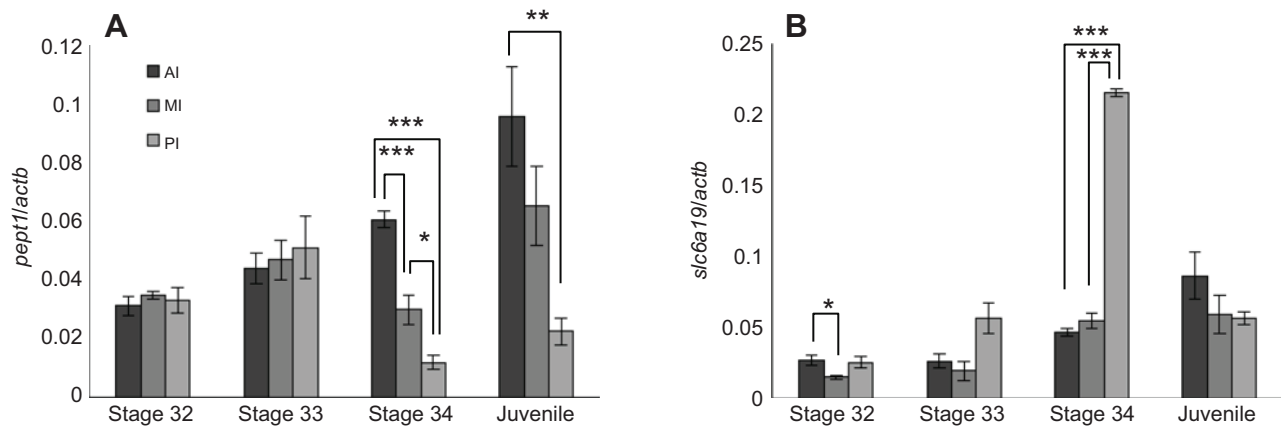 A
pept1/actb
0.12
0.1
0.08
0.06
0.04
0.02
0
AI
MI
PI
***
***
*
**
Stage 32 Stage 33 Stage 34 Juvenile
B
slc6a19/actb
0.25
0.2
0.15
0.1
0.05
0
*
***
***
Stage 32 Stage 33 Stage 34 Juvenile